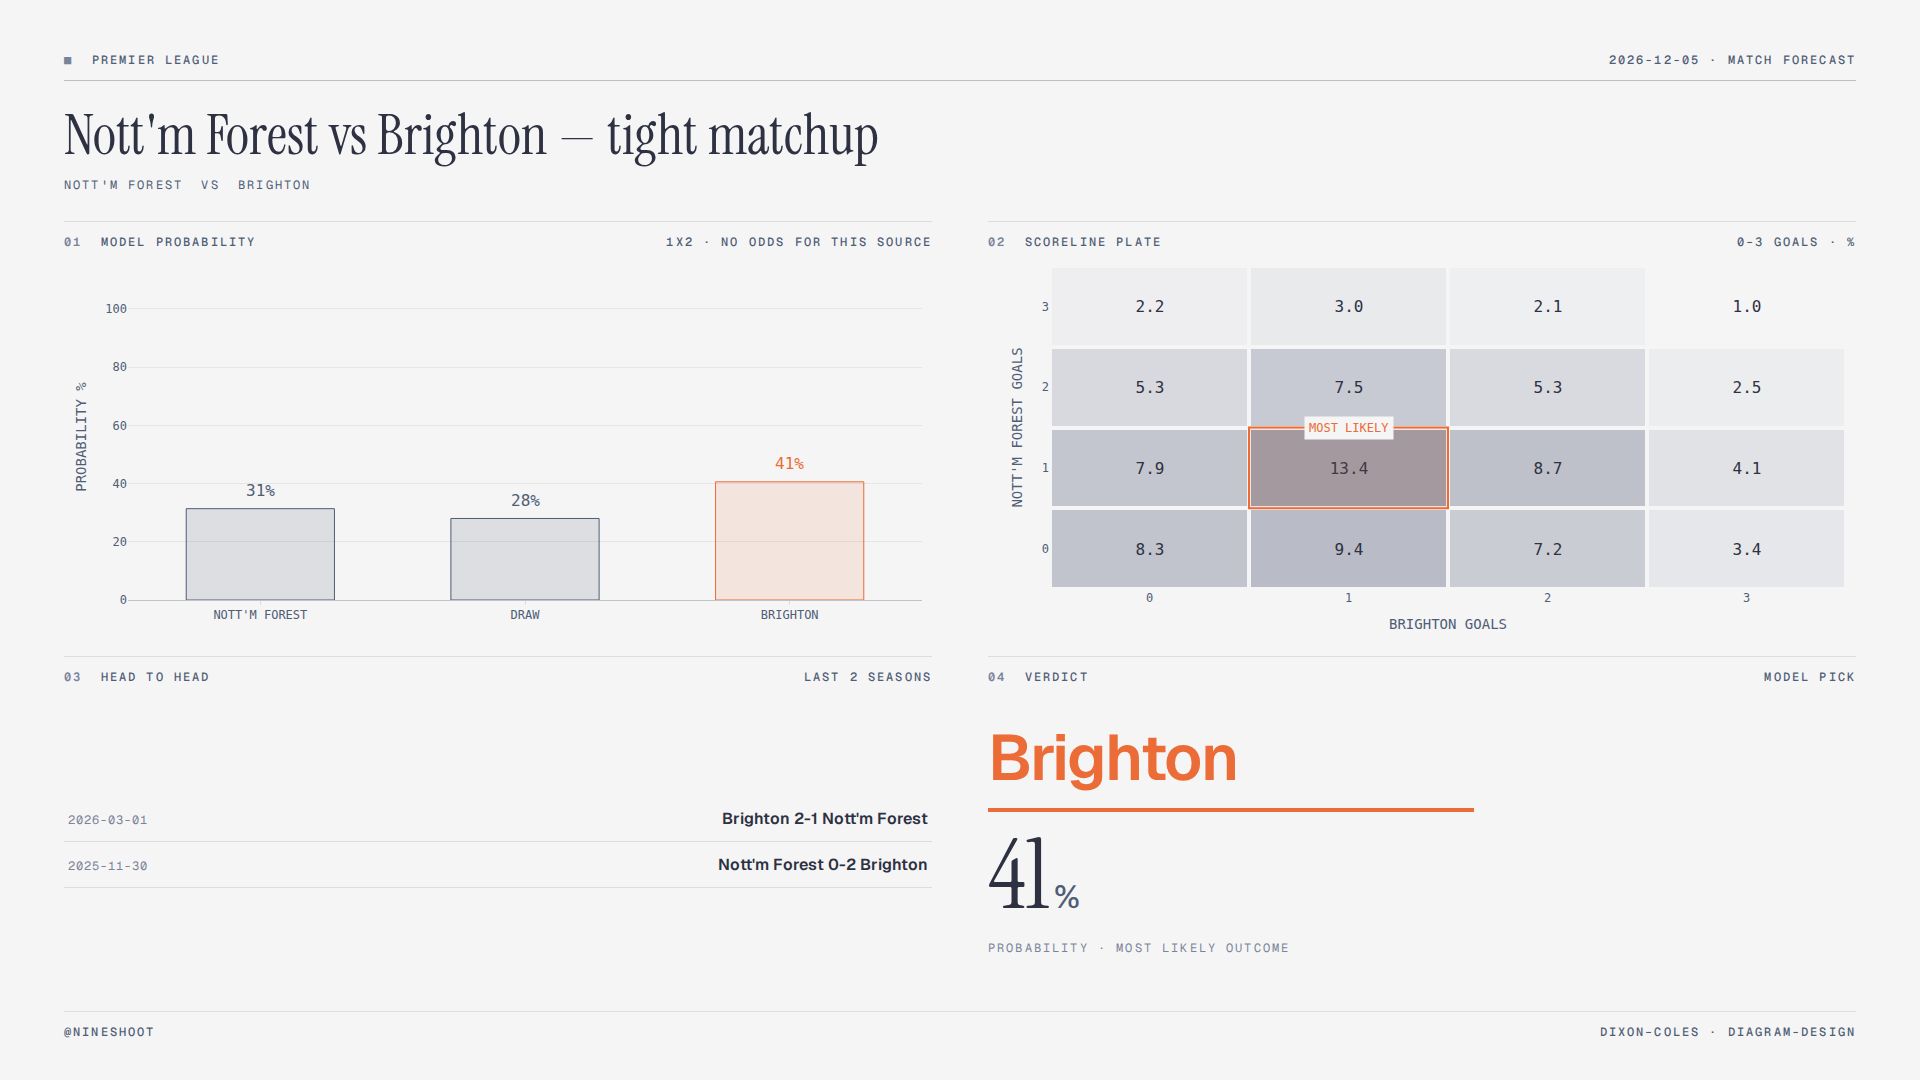 ■ PREMIER LEAGUE
2026-12-05 · MATCH FORECAST
Nott'm Forest vs Brighton — tight matchup
NOTT'M FOREST VS BRIGHTON
01 MODEL PROBABILITY
1X2 · NO ODDS FOR THIS SOURCE
PROBABILITY %
100
80
60
40
20
0
31%
28%
41%
NOTT'M FOREST
DRAW
BRIGHTON
02 SCORELINE PLATE
0–3 GOALS · %
NOTT'M FOREST GOALS
3 2.2 3.0 2.1 1.0
2 5.3 7.5 5.3 2.5
MOST LIKELY
1 7.9 13.4 8.7 4.1
0 8.3 9.4 7.2 3.4
0 1 2 3
BRIGHTON GOALS
03 HEAD TO HEAD
LAST 2 SEASONS
2026-03-01 Brighton 2-1 Nott'm Forest
2025-11-30 Nott'm Forest 0-2 Brighton
04 VERDICT
MODEL PICK
Brighton
41%
PROBABILITY · MOST LIKELY OUTCOME
@NINESHOOT
DIXON-COLES · DIAGRAM-DESIGN